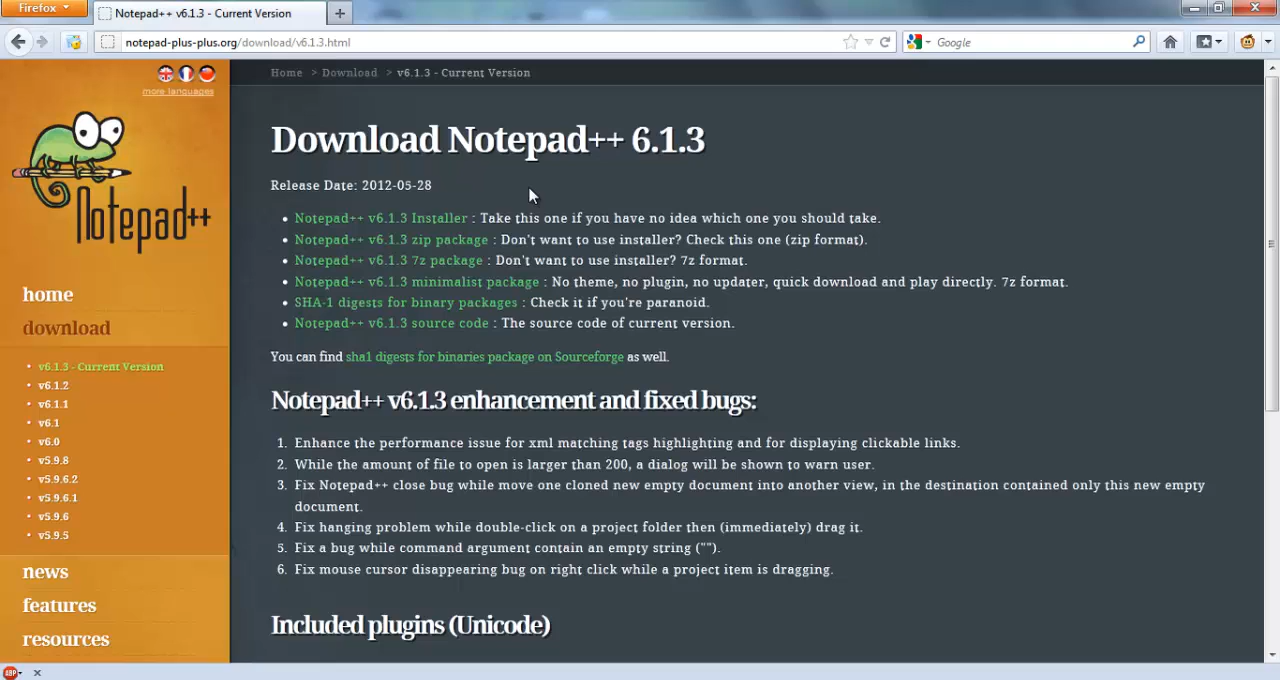 Firefox
Notepad++ v6.1.3 - Current Version
notepad-plus-plus.org/download/v6.1.3.html
Google
more languages
Notepad++
home
download
v6.1.3 - Current Version
v6.1.2
v6.1.1
v6.1
v6.0
v5.9.8
v5.9.6.2
v5.9.6.1
v5.9.6
v5.9.5
news
features
resources
Home > Download > v6.1.3 - Current Version
Download Notepad++ 6.1.3
Release Date: 2012-05-28
• Notepad++ v6.1.3 Installer : Take this one if you have no idea which one you should take.
• Notepad++ v6.1.3 zip package : Don't want to use installer? Check this one (zip format).
• Notepad++ v6.1.3 7z package : Don't want to use installer? 7z format.
• Notepad++ v6.1.3 minimalist package : No theme, no plugin, no updater, quick download and play directly. 7z format.
• SHA-1 digests for binary packages : Check it if you're paranoid.
• Notepad++ v6.1.3 source code : The source code of current version.
You can find sha1 digests for binaries package on Sourceforge as well.
Notepad++ v6.1.3 enhancement and fixed bugs:
1. Enhance the performance issue for xml matching tags highlighting and for displaying clickable links.
2. While the amount of file to open is larger than 200, a dialog will be shown to warn user.
3. Fix Notepad++ close bug while move one cloned new empty document into another view, in the destination contained only this new empty
document.
4. Fix hanging problem while double-click on a project folder then (immediately) drag it.
5. Fix a bug while command argument contain an empty string ("").
6. Fix mouse cursor disappearing bug on right click while a project item is dragging.
Included plugins (Unicode)
ABP